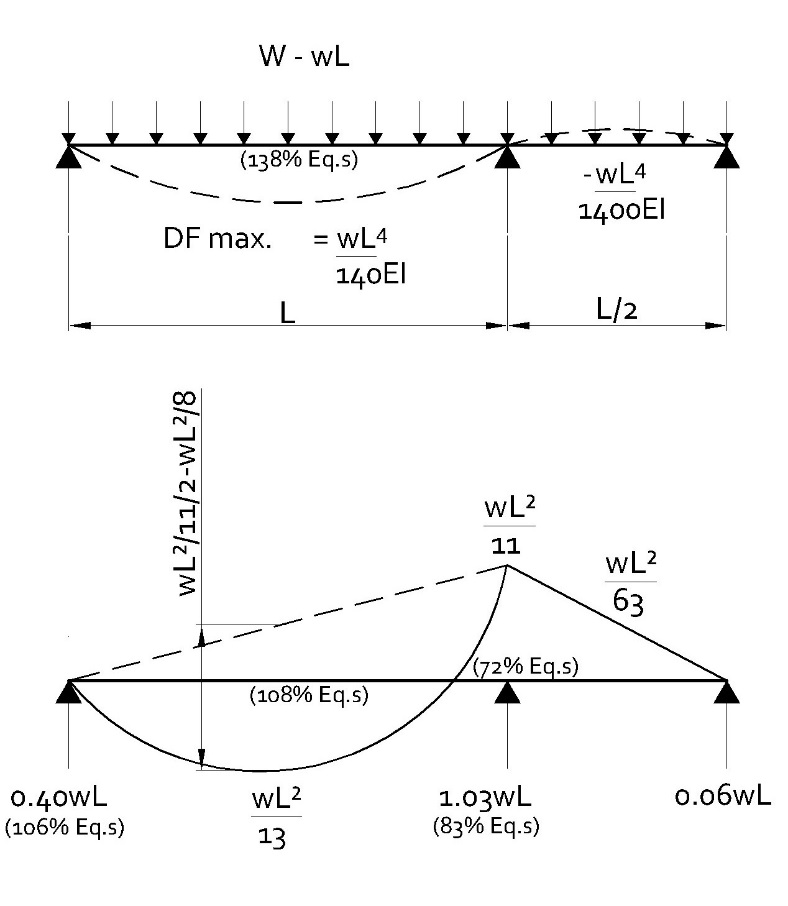 W - wL
(138% Eq.s)
-wL⁴
1400EI
DF max. = wL⁴
140EI
L
L/2
wL²/11/2-wL²/8
wL²
11
wL²
63
(72% Eq.s)
(108% Eq.s)
0.40wL
(106% Eq.s)
wL²
13
1.03wL
(83% Eq.s)
0.06wL